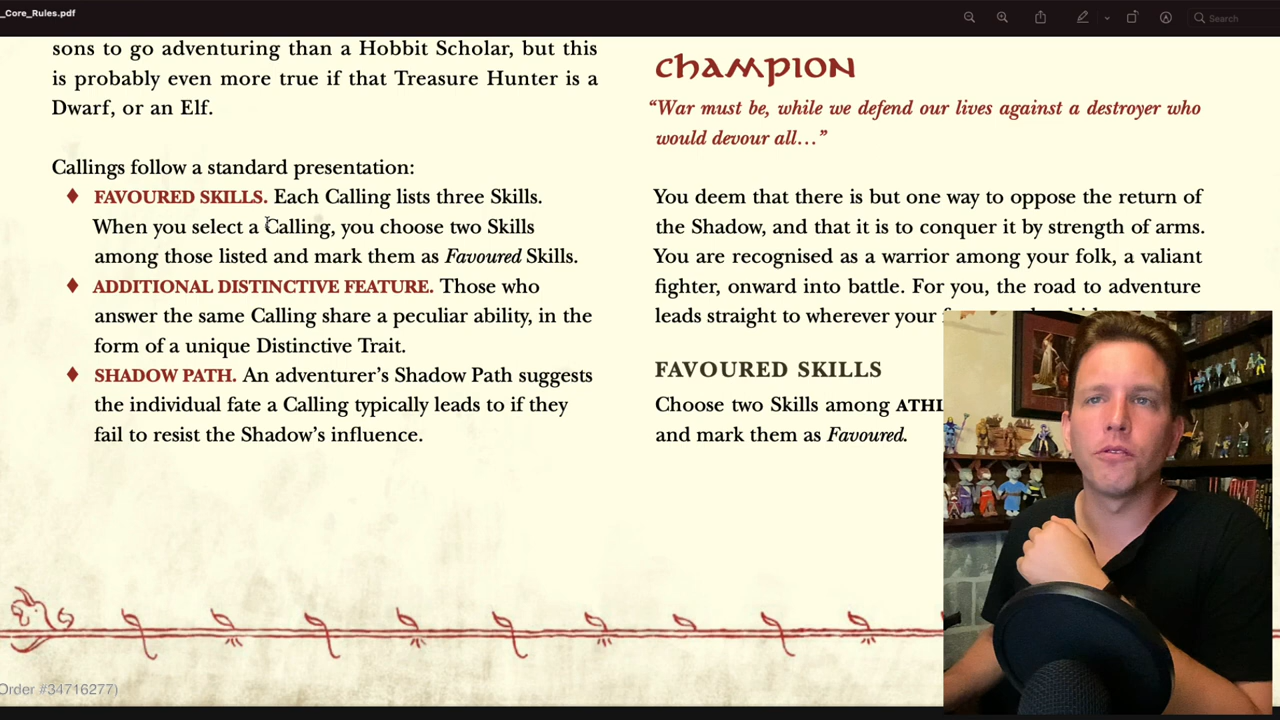 _Core_Rules.pdf
Search
sons to go adventuring than a Hobbit Scholar, but this
is probably even more true if that Treasure Hunter is a
Dwarf, or an Elf.
Callings follow a standard presentation:
♦ FAVOURED SKILLS. Each Calling lists three Skills.
When you select a Calling, you choose two Skills
among those listed and mark them as Favoured Skills.
♦ ADDITIONAL DISTINCTIVE FEATURE. Those who
answer the same Calling share a peculiar ability, in the
form of a unique Distinctive Trait.
♦ SHADOW PATH. An adventurer's Shadow Path suggests
the individual fate a Calling typically leads to if they
fail to resist the Shadow's influence.
CHAMPION
“War must be, while we defend our lives against a destroyer who
would devour all…”
You deem that there is but one way to oppose the return of
the Shadow, and that it is to conquer it by strength of arms.
You are recognised as a warrior among your folk, a valiant
fighter, onward into battle. For you, the road to adventure
leads straight to wherever your
FAVOURED SKILLS
Choose two Skills among
and mark them as Favoured.
Order #34716277)